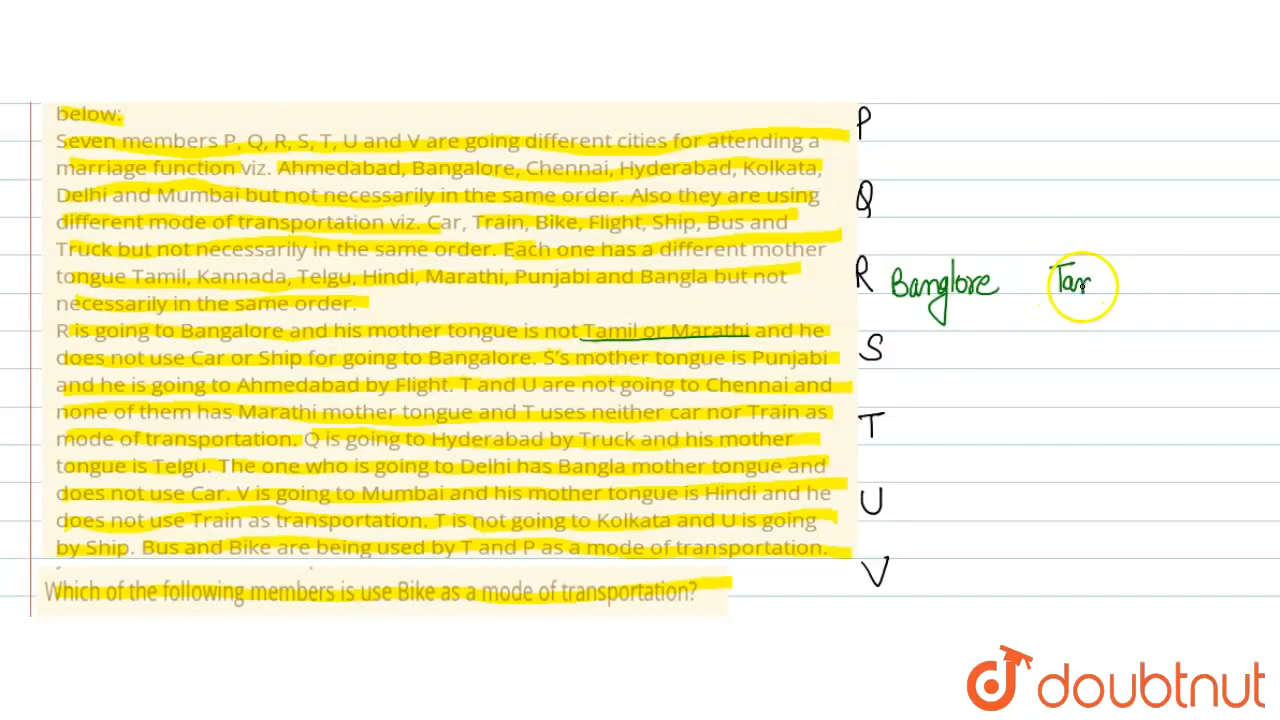 below:
Seven members P, Q, R, S, T, U and V are going different cities for attending a
marriage function viz. Ahmedabad, Bangalore, Chennai, Hyderabad, Kolkata,
Delhi and Mumbai but not necessarily in the same order. Also they are using
different mode of transportation viz. Car, Train, Bike, Flight, Ship, Bus and
Truck but not necessarily in the same order. Each one has a different mother
tongue Tamil, Kannada, Telgu, Hindi, Marathi, Punjabi and Bangla but not
necessarily in the same order.
R is going to Bangalore and his mother tongue is not Tamil or Marathi and he
does not use Car or Ship for going to Bangalore. S's mother tongue is Punjabi
and he is going to Ahmedabad by Flight. T and U are not going to Chennai and
none of them has Marathi mother tongue and T uses neither car nor Train as
mode of transportation. Q is going to Hyderabad by Truck and his mother
tongue is Telgu. The one who is going to Delhi has Bangla mother tongue and
does not use Car. V is going to Mumbai and his mother tongue is Hindi and he
does not use Train as transportation. T is not going to Kolkata and U is going
by Ship. Bus and Bike are being used by T and P as a mode of transportation.
Which of the following members is use Bike as a mode of transportation?
P
Q
R Banglore Tar
S
T
U
V
doubtnut